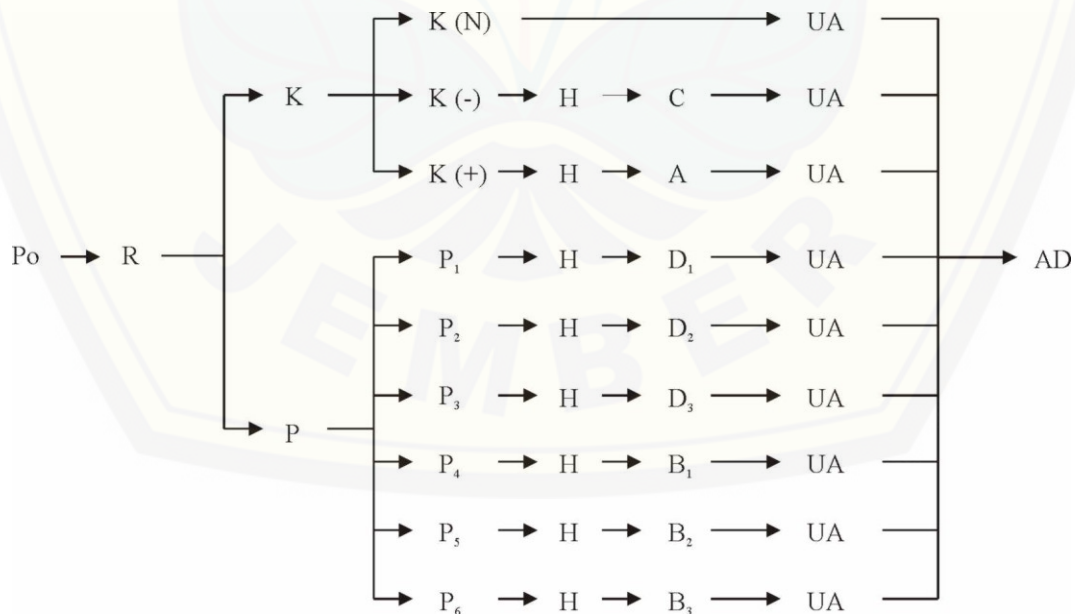 K (N) UA
K K (-) H C UA
K (+) H A UA
Po R P₁ H D₁ UA AD
P₂ H D₂ UA
P₃ H D₃ UA
P
P₄ H B₁ UA
P₅ H B₂ UA
P₆ H B₃ UA
JEMBER